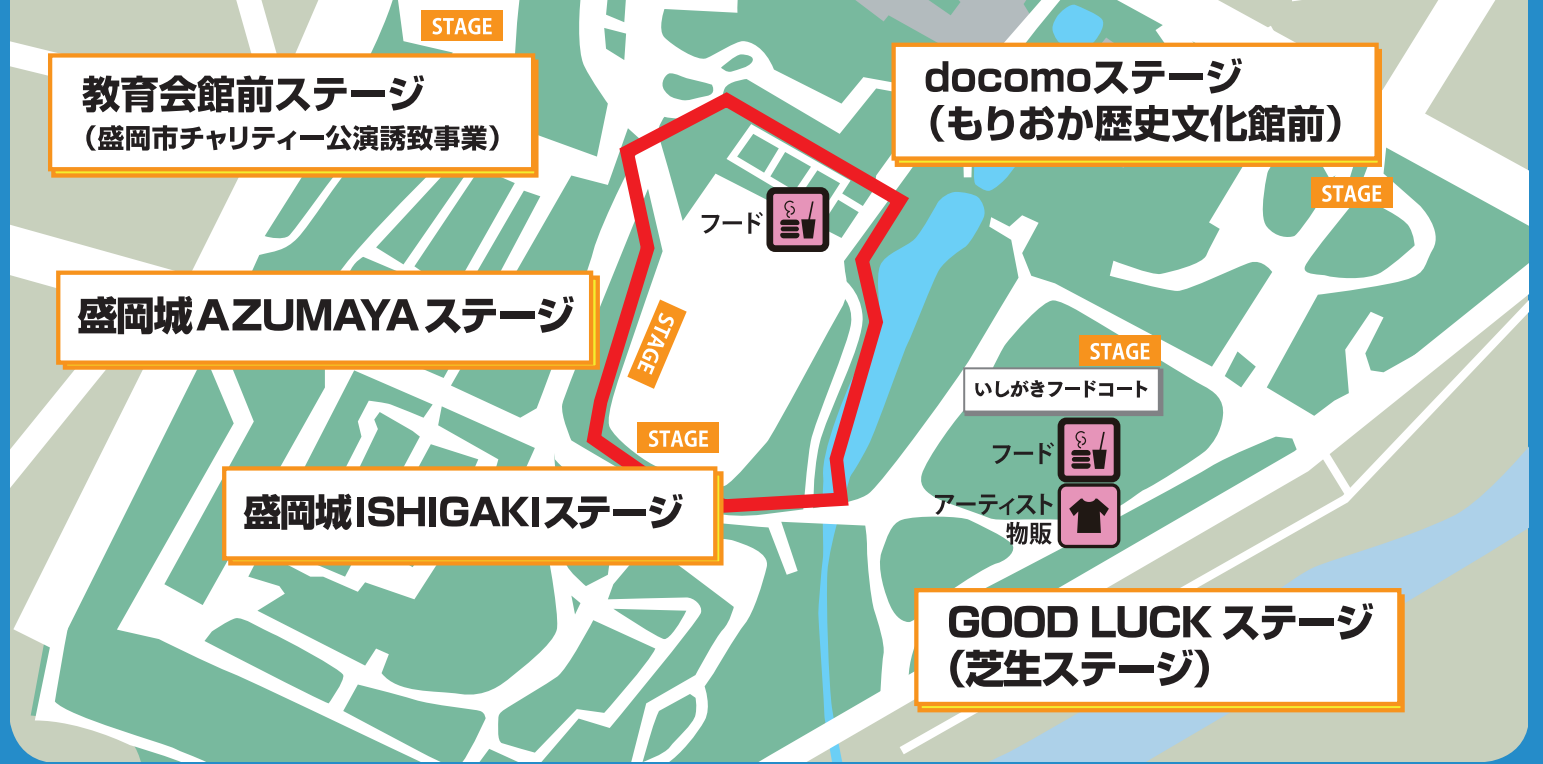 STAGE
教育会館前ステージ
（盛岡市チャリティー公演誘致事業）
docomoステージ
（もりおか歴史文化館前）
STAGE
フード
盛岡城AZUMAYAステージ
STAGE
STAGE
いしがきフードコート
フード
アーティスト
物販
STAGE
盛岡城ISHIGAKIステージ
GOOD LUCK ステージ
（芝生ステージ）